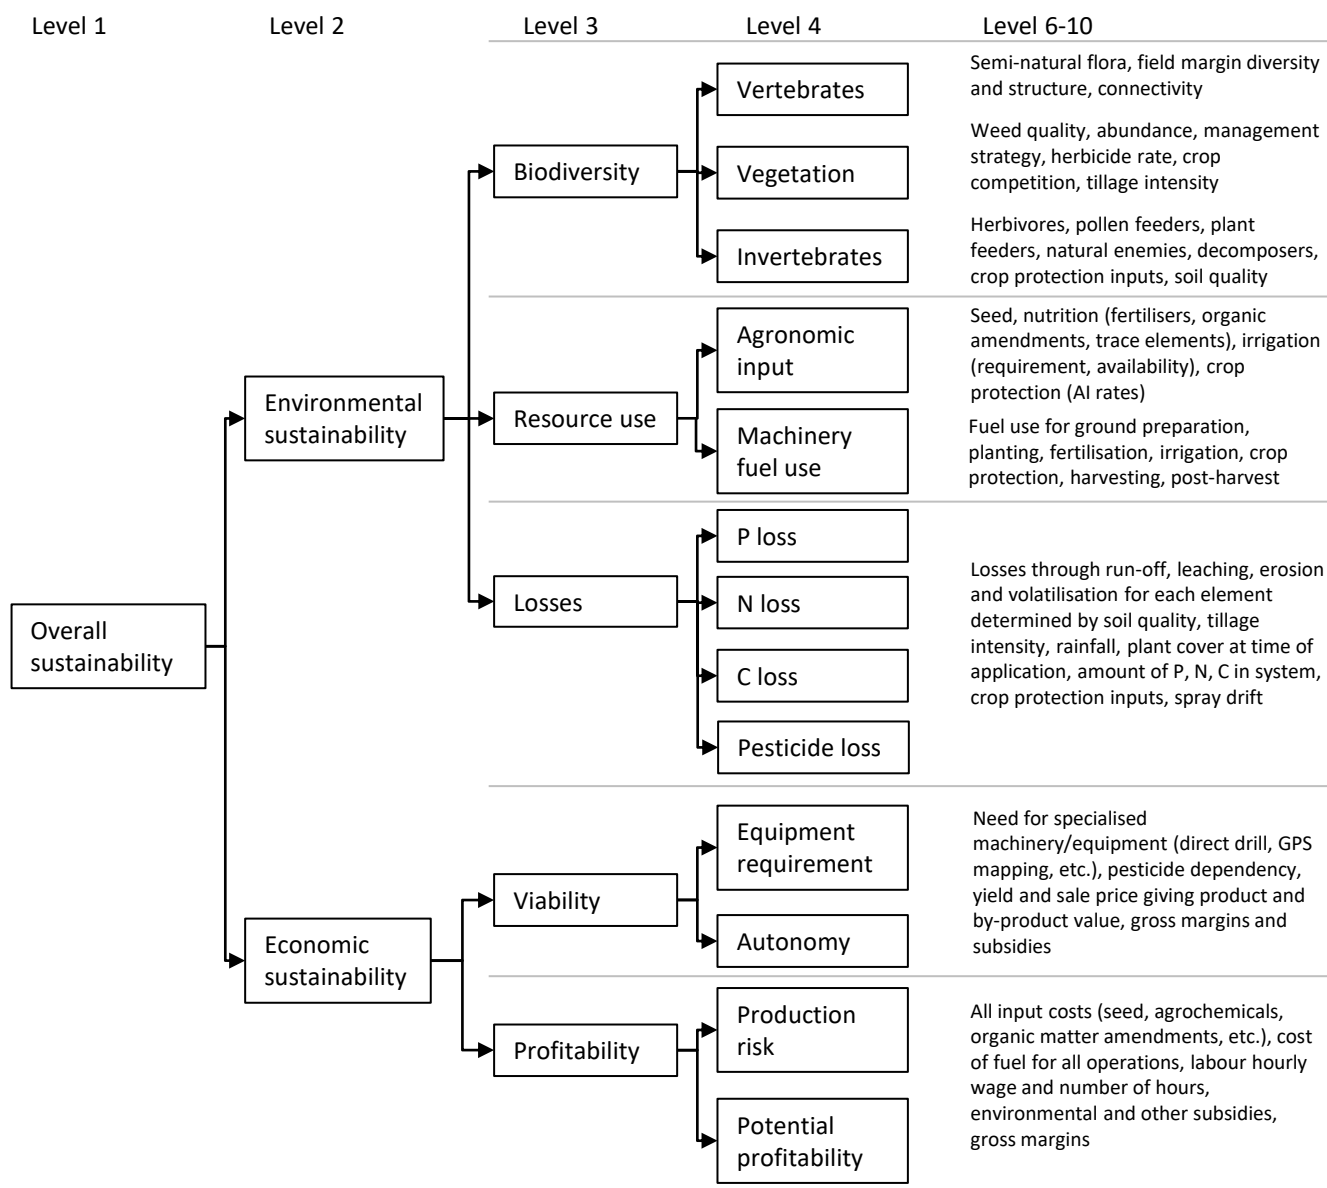 Level 1
Level 2
Level 3
Level 4
Level 6-10
Overall
sustainability
Environmental
sustainability
Economic
sustainability
Biodiversity
Resource use
Losses
Viability
Profitability
Vertebrates
Vegetation
Invertebrates
Agronomic
input
Machinery
fuel use
P loss
N loss
C loss
Pesticide loss
Equipment
requirement
Autonomy
Production
risk
Potential
profitability
Semi-natural flora, field margin diversity
and structure, connectivity
Weed quality, abundance, management
strategy, herbicide rate, crop
competition, tillage intensity
Herbivores, pollen feeders, plant
feeders, natural enemies, decomposers,
crop protection inputs, soil quality
Seed, nutrition (fertilisers, organic
amendments, trace elements), irrigation
(requirement, availability), crop
protection (AI rates)
Fuel use for ground preparation,
planting, fertilisation, irrigation, crop
protection, harvesting, post-harvest
Losses through run-off, leaching, erosion
and volatilisation for each element
determined by soil quality, tillage
intensity, rainfall, plant cover at time of
application, amount of P, N, C in system,
crop protection inputs, spray drift
Need for specialised
machinery/equipment (direct drill, GPS
mapping, etc.), pesticide dependency,
yield and sale price giving product and
by-product value, gross margins and
subsidies
All input costs (seed, agrochemicals,
organic matter amendments, etc.), cost
of fuel for all operations, labour hourly
wage and number of hours,
environmental and other subsidies,
gross margins